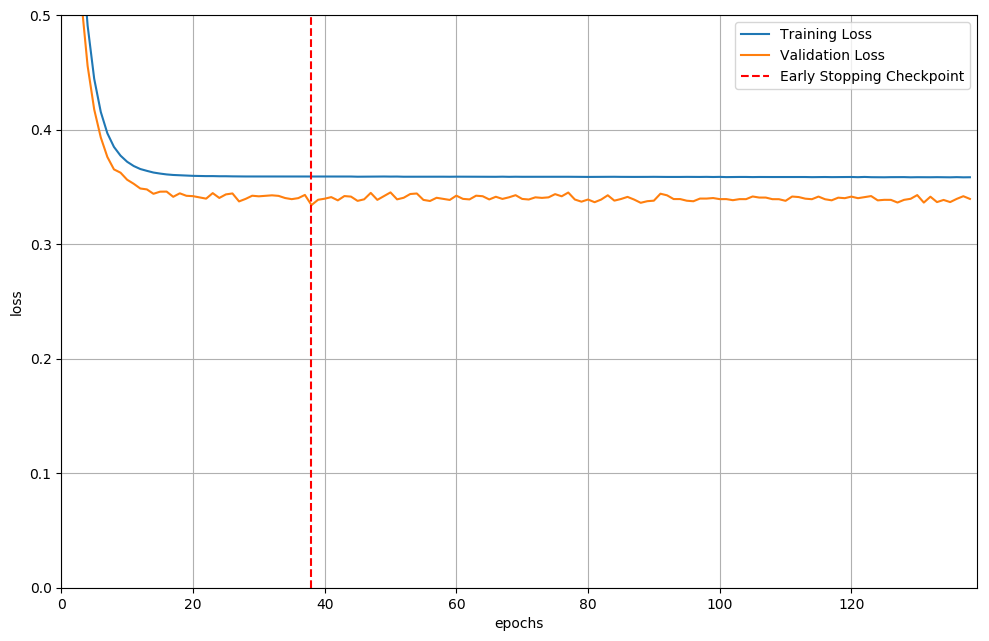 0.5
0.4
0.3
0.2
0.1
0.0
loss
0
20
40
60
80
100
120
epochs
Training Loss
Validation Loss
Early Stopping Checkpoint